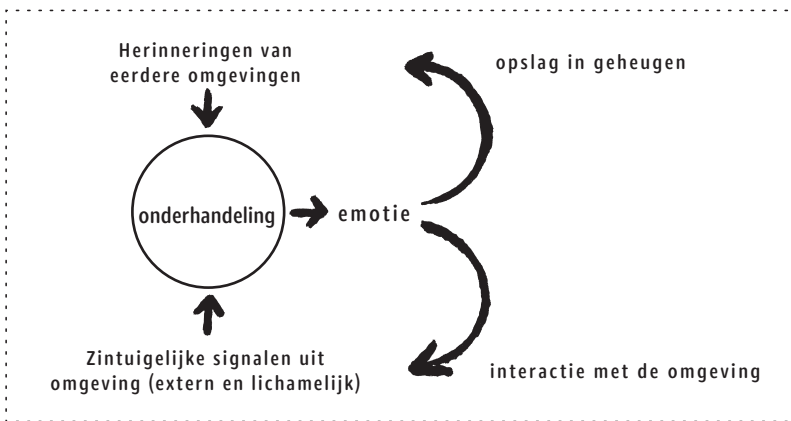 Herinneringen van
eerdere omgevingen
opslag in geheugen
onderhandeling
emotie
Zintuigelijke signalen uit
omgeving (extern en lichamelijk)
interactie met de omgeving